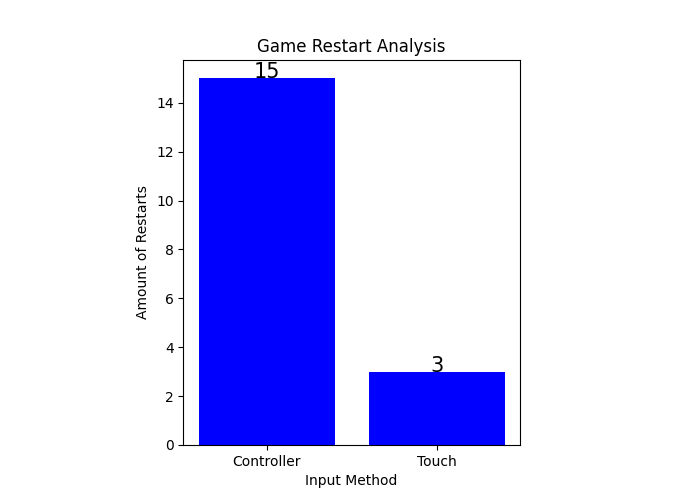 Game Restart Analysis
15
14
12
10
8
6
4
2
0
3
Amount of Restarts
Controller
Touch
Input Method